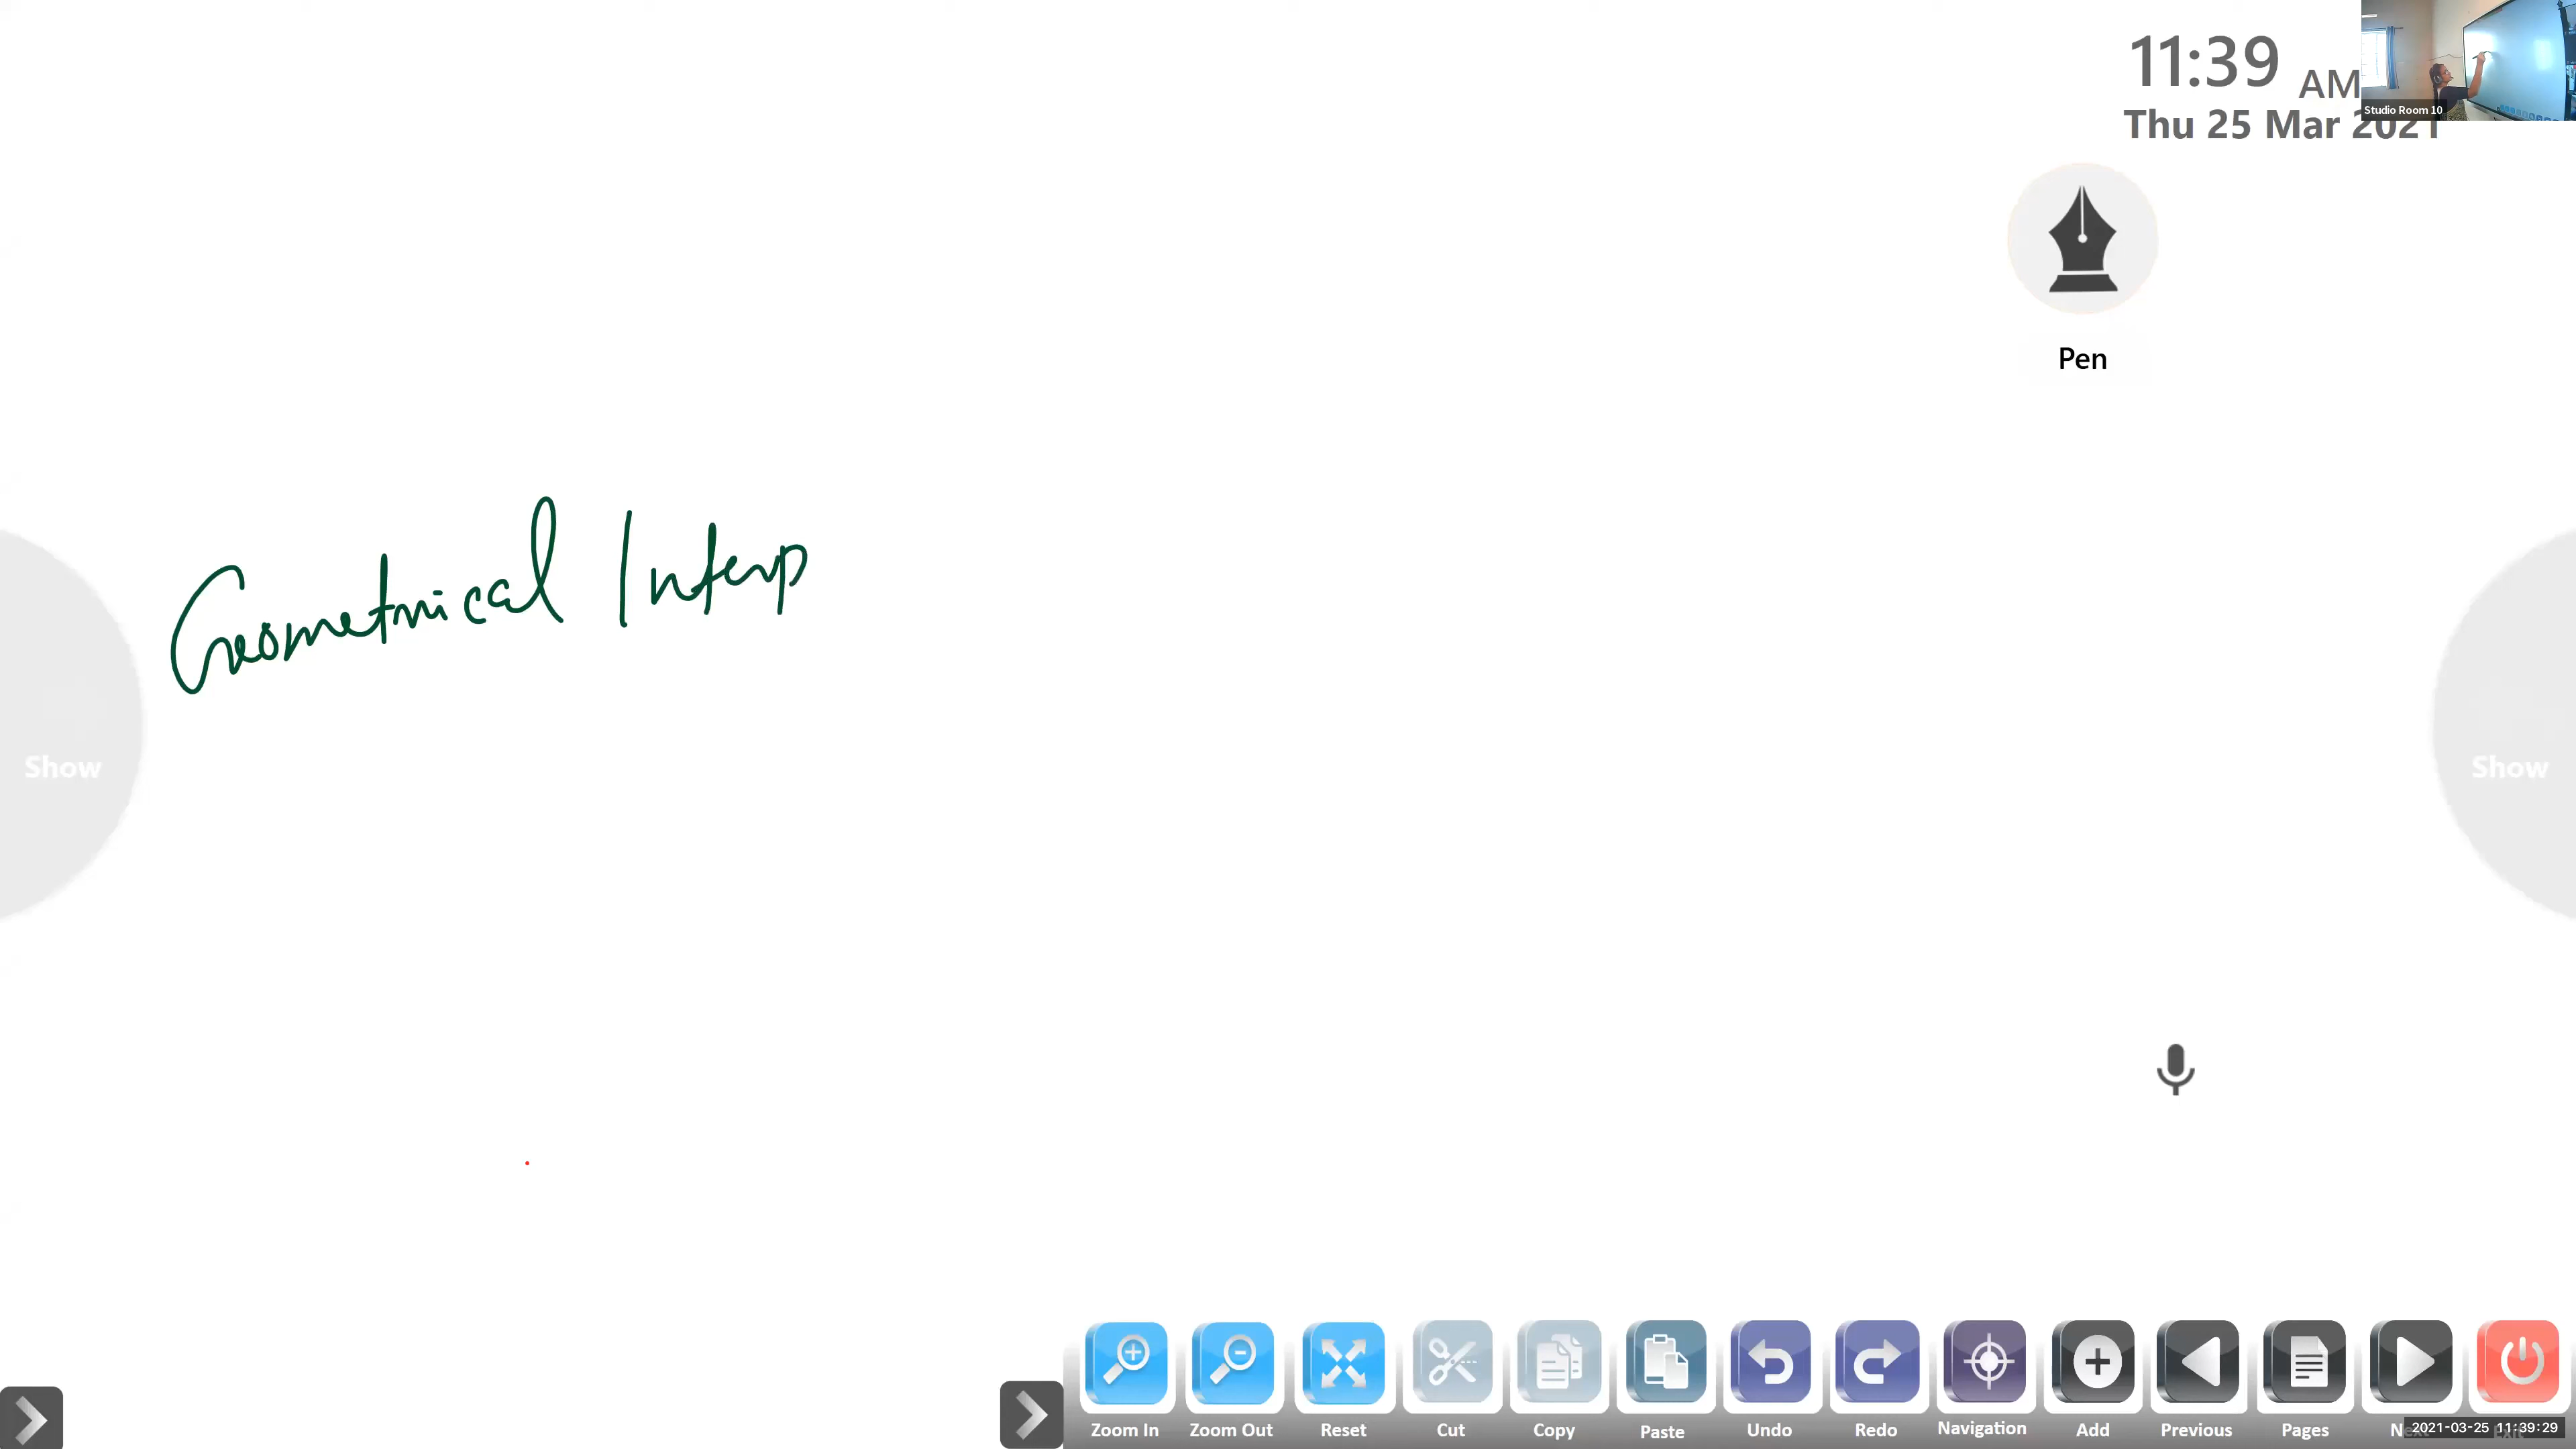 11:39 AM
Studio Room 10
Thu 25 Mar 2021
Pen
Geometrical Interp
Show
Show
Zoom In
Zoom Out
Reset
Cut
Copy
Paste
Undo
Redo
Navigation
Add
Previous
Pages
2021-03-25 11:39:29